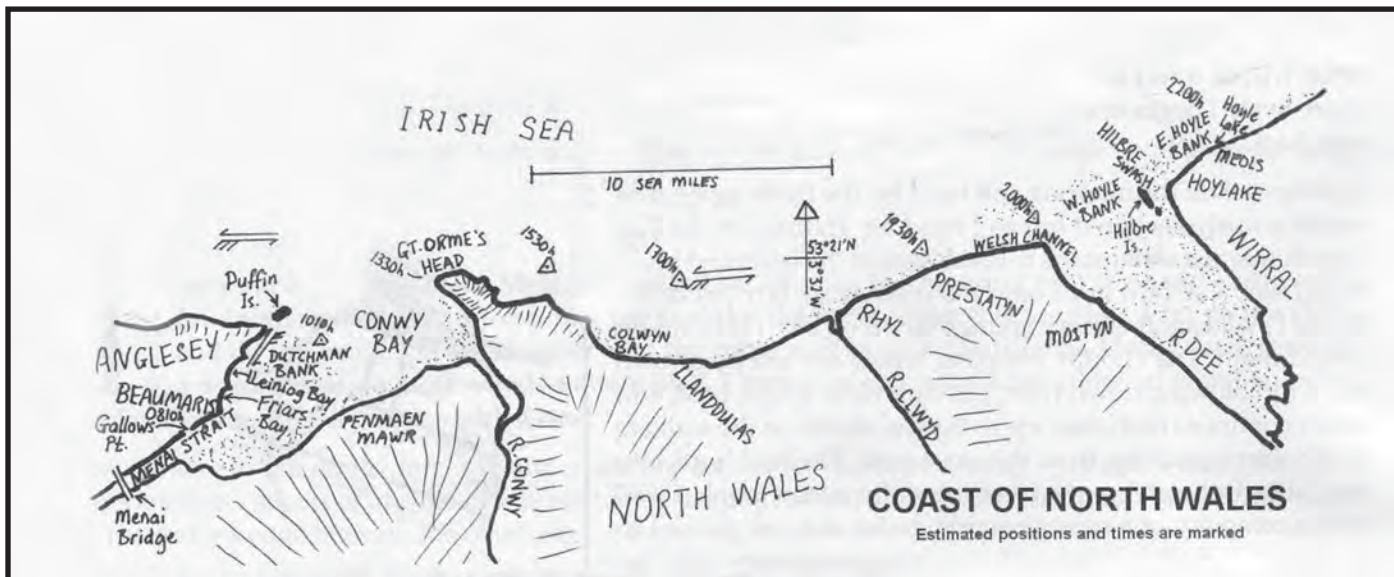 IRISH SEA
10 SEA MILES
2200h
Hoyle
Lake
E. HOYLE
BANK
HILBRE
SWASH
MEOLS
HOYLAKE
W. HOYLE
BANK
Hilbre
Is.
WIRRAL
2000h
1930h
WELSH CHANNEL
53°21'N
1700h
1530h
GT. ORME'S
HEAD
1330h
Puffin
Is.
1010h
CONWY
BAY
DUTCHMAN
BANK
ANGLESEY
Leiniog Bay
BEAUMARIS
Friars
Bay
0810h
Gallows
Pt.
MENAI STRAIT
Menai
Bridge
PENMAEN
MAWR
R. CONWY
COLWYN
BAY
LLANDOULAS
NORTH WALES
RHYL
R. CLWYD
PRESTATYN
MOSTYN
R. DEE
COAST OF NORTH WALES
Estimated positions and times are marked